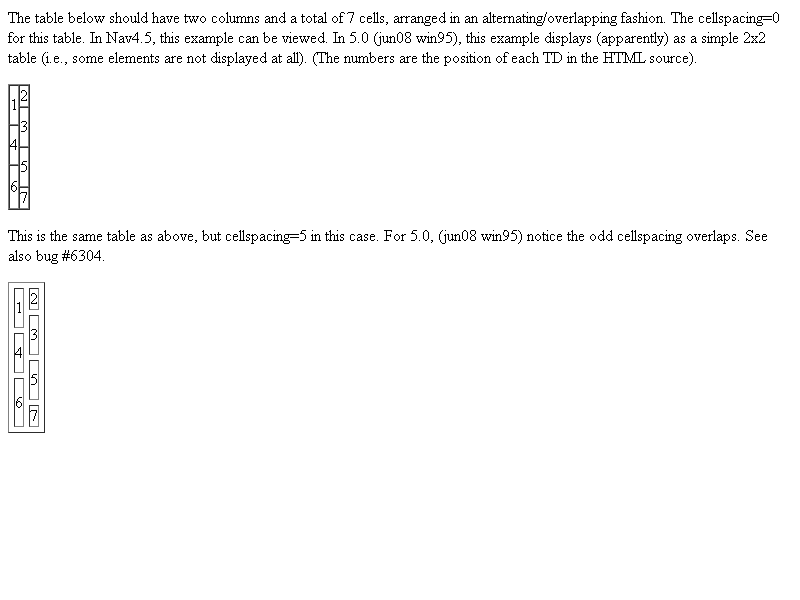 The table below should have two columns and a total of 7 cells, arranged in an alternating/overlapping fashion. The cellspacing=0
for this table. In Nav4.5, this example can be viewed. In 5.0 (jun08 win95), this example displays (apparently) as a simple 2x2
table (i.e., some elements are not displayed at all). (The numbers are the position of each TD in the HTML source).
1
2
3
4
5
6
7
This is the same table as above, but cellspacing=5 in this case. For 5.0, (jun08 win95) notice the odd cellspacing overlaps. See
also bug #6304.
1
2
3
4
5
6
7